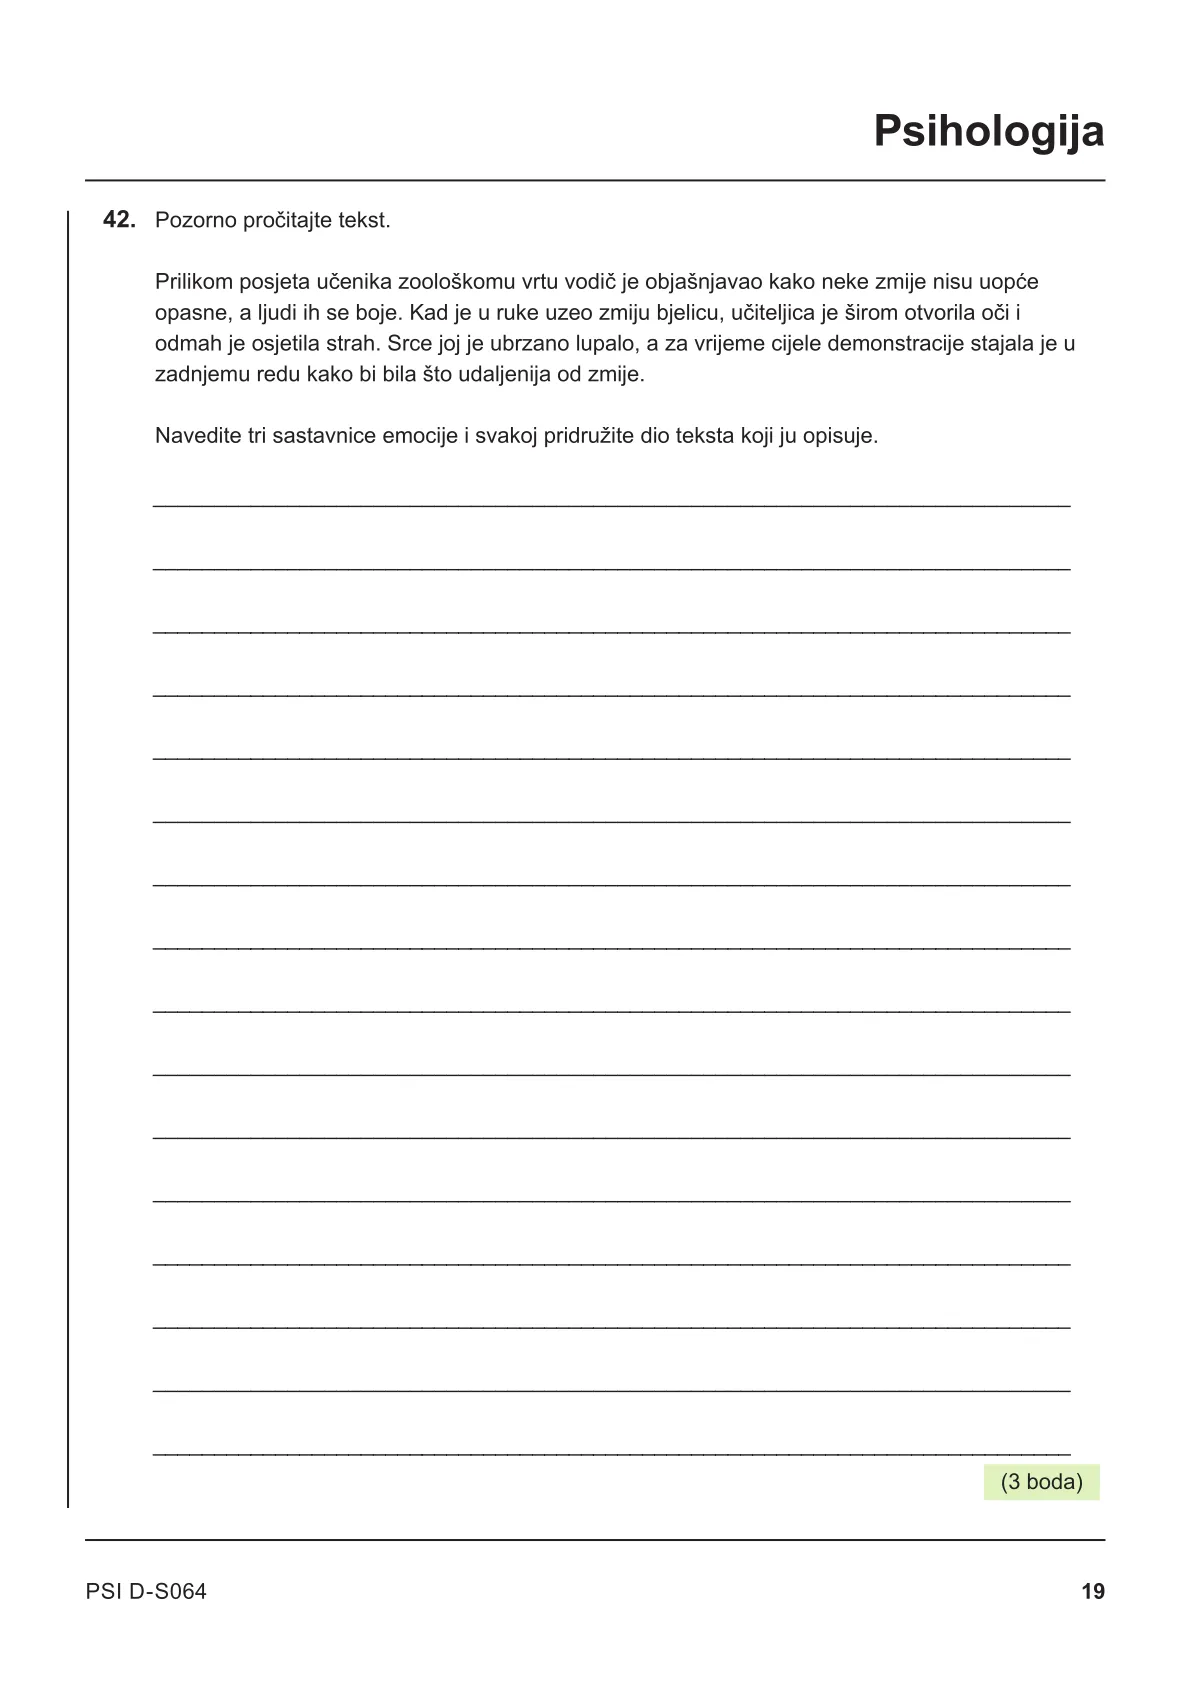 Psihologija
42. Pozorno pročitajte tekst.
Prilikom posjeta učenika zoološkomu vrtu vodič je objašnjavao kako neke zmije nisu uopće
opasne, a ljudi ih se boje. Kad je u ruke uzeo zmiju bjelicu, učiteljica je širom otvorila oči i
odmah je osjetila strah. Srce joj je ubrzano lupalo, a za vrijeme cijele demonstracije stajala je u
zadnjemu redu kako bi bila što udaljenija od zmije.
Navedite tri sastavnice emocije i svakoj pridružite dio teksta koji ju opisuje.
(3 boda)
PSI D-S064
19